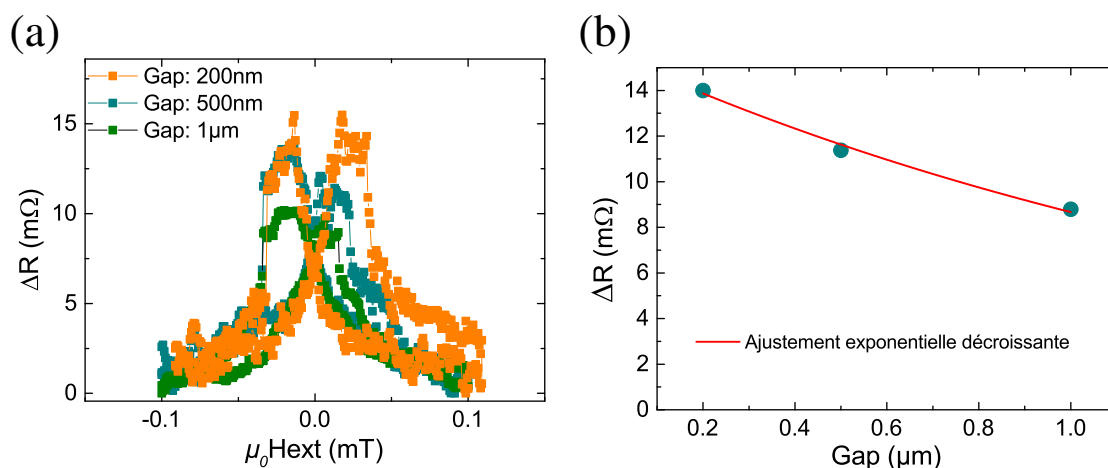 (a)
Gap: 200nm
Gap: 500nm
Gap: 1µm
15
10
5
0
ΔR (mΩ)
-0.1
0.0
0.1
µ₀Hext (mT)
(b)
14
12
10
8
6
4
2
0
ΔR (mΩ)
Ajustement exponentielle décroissante
0.2
0.4
0.6
0.8
1.0
Gap (µm)